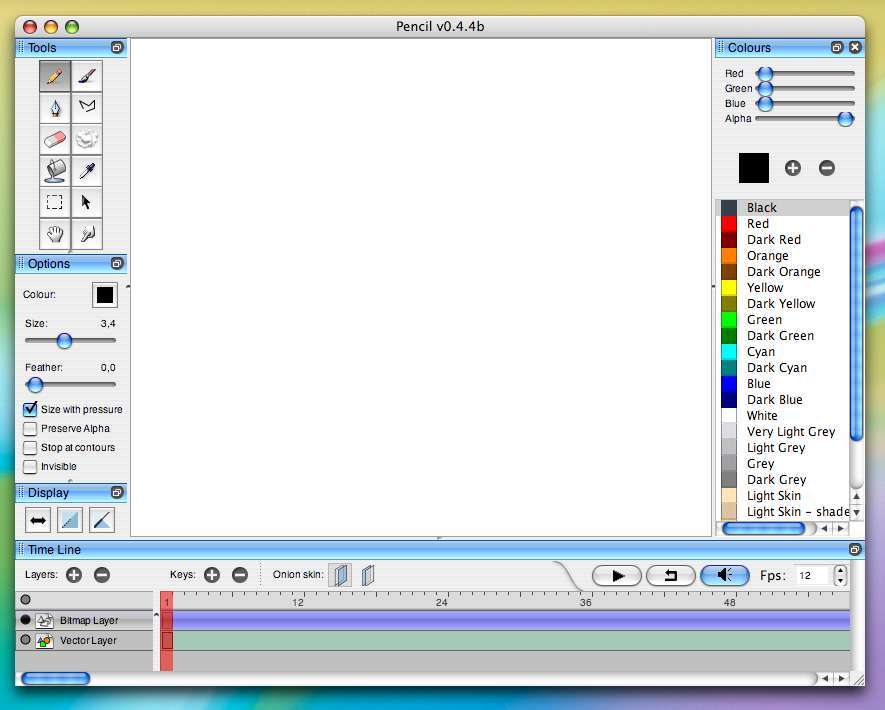 Pencil v0.4.4b
Tools
Options
Colour:
Size: 3,4
Feather: 0,0
Size with pressure
Preserve Alpha
Stop at contours
Invisible
Display
Colours
Red
Green
Blue
Alpha
Black
Red
Dark Red
Orange
Dark Orange
Yellow
Dark Yellow
Green
Dark Green
Cyan
Dark Cyan
Blue
Dark Blue
White
Very Light Grey
Light Grey
Grey
Dark Grey
Light Skin
Light Skin - shade
Time Line
Layers: Keys: Onion skin: Fps: 12
1 12 24 36 48
Bitmap Layer
Vector Layer